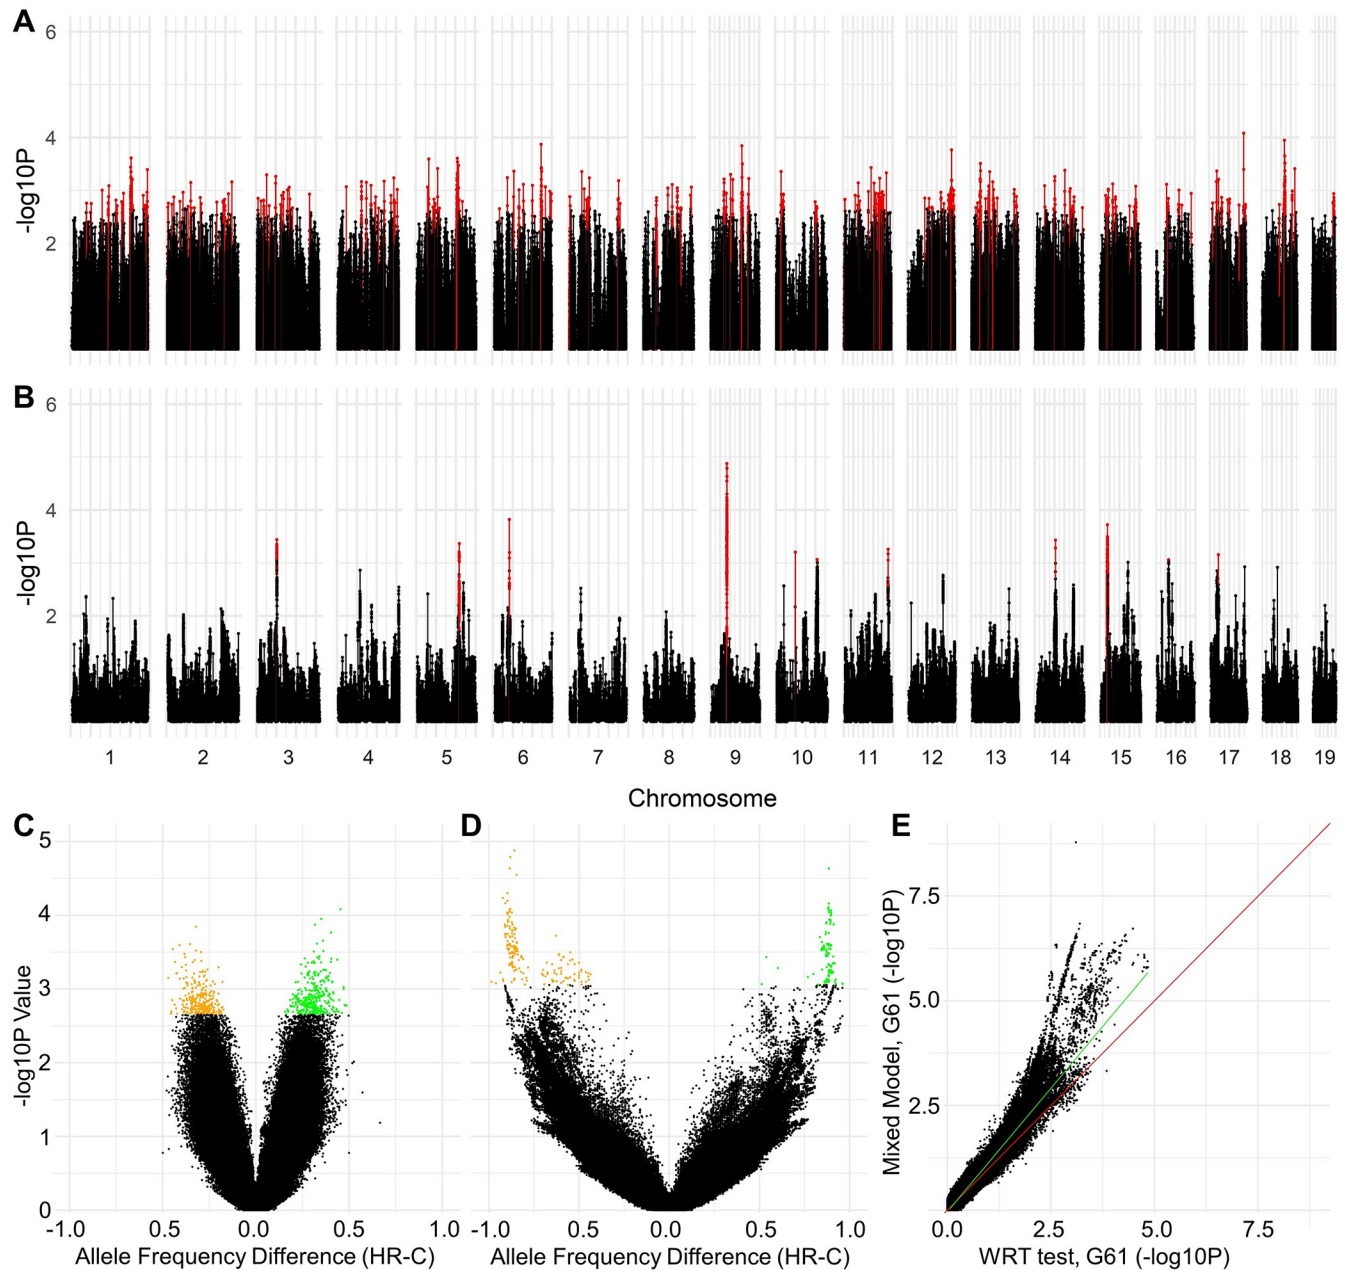 A
6
4
2
-log10P
B
6
4
2
-log10P
1 2 3 4 5 6 7 8 9 10 11 12 13 14 15 16 17 18 19
Chromosome
C
5
4
3
2
1
0
-log10P Value
-1.0 0.5 0.0 0.5 1.0
Allele Frequency Difference (HR-C)
D
-1.0 0.5 0.0 0.5 1.0
Allele Frequency Difference (HR-C)
E
7.5
5.0
2.5
Mixed Model, G61 (-log10P)
0.0 2.5 5.0 7.5
WRT test, G61 (-log10P)